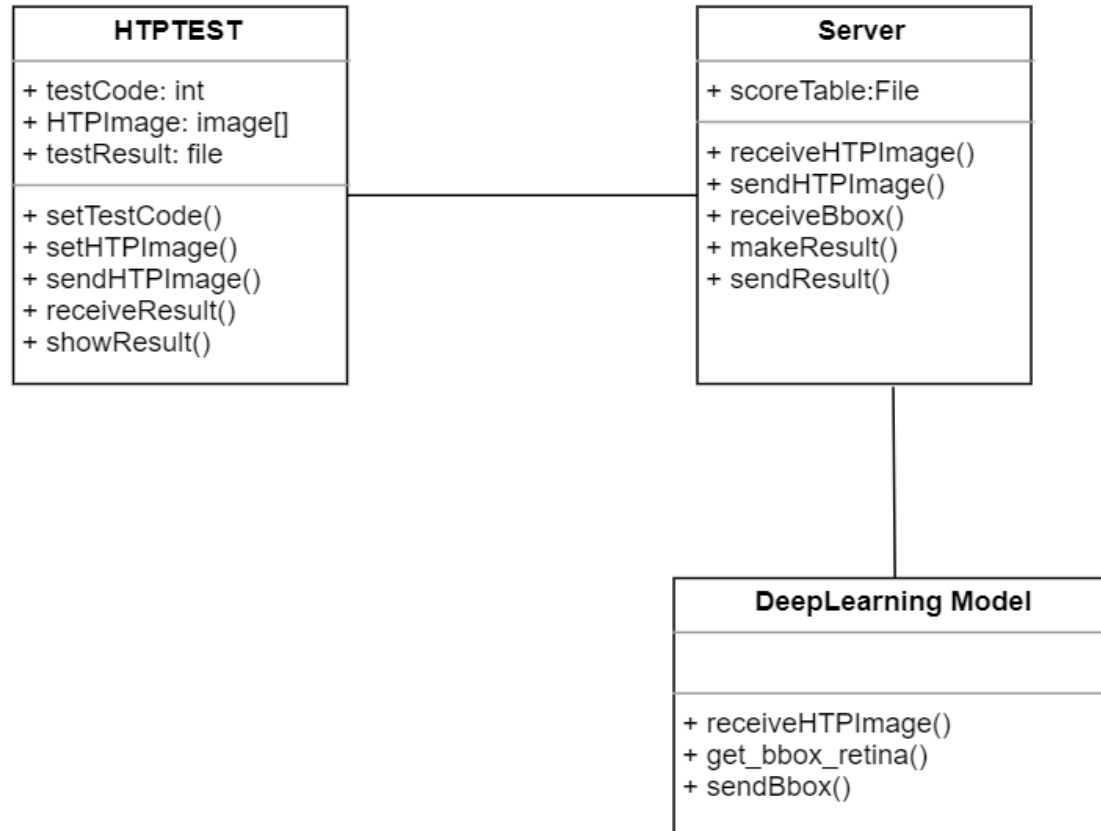 HTPTEST
+ testCode: int
+ HTPImage: image[]
+ testResult: file
+ setTestCode()
+ setHTPImage()
+ sendHTPImage()
+ receiveResult()
+ showResult()
Server
+ scoreTable:File
+ receiveHTPImage()
+ sendHTPImage()
+ receiveBbox()
+ makeResult()
+ sendResult()
DeepLearning Model
+ receiveHTPImage()
+ get_bbox_retina()
+ sendBbox()